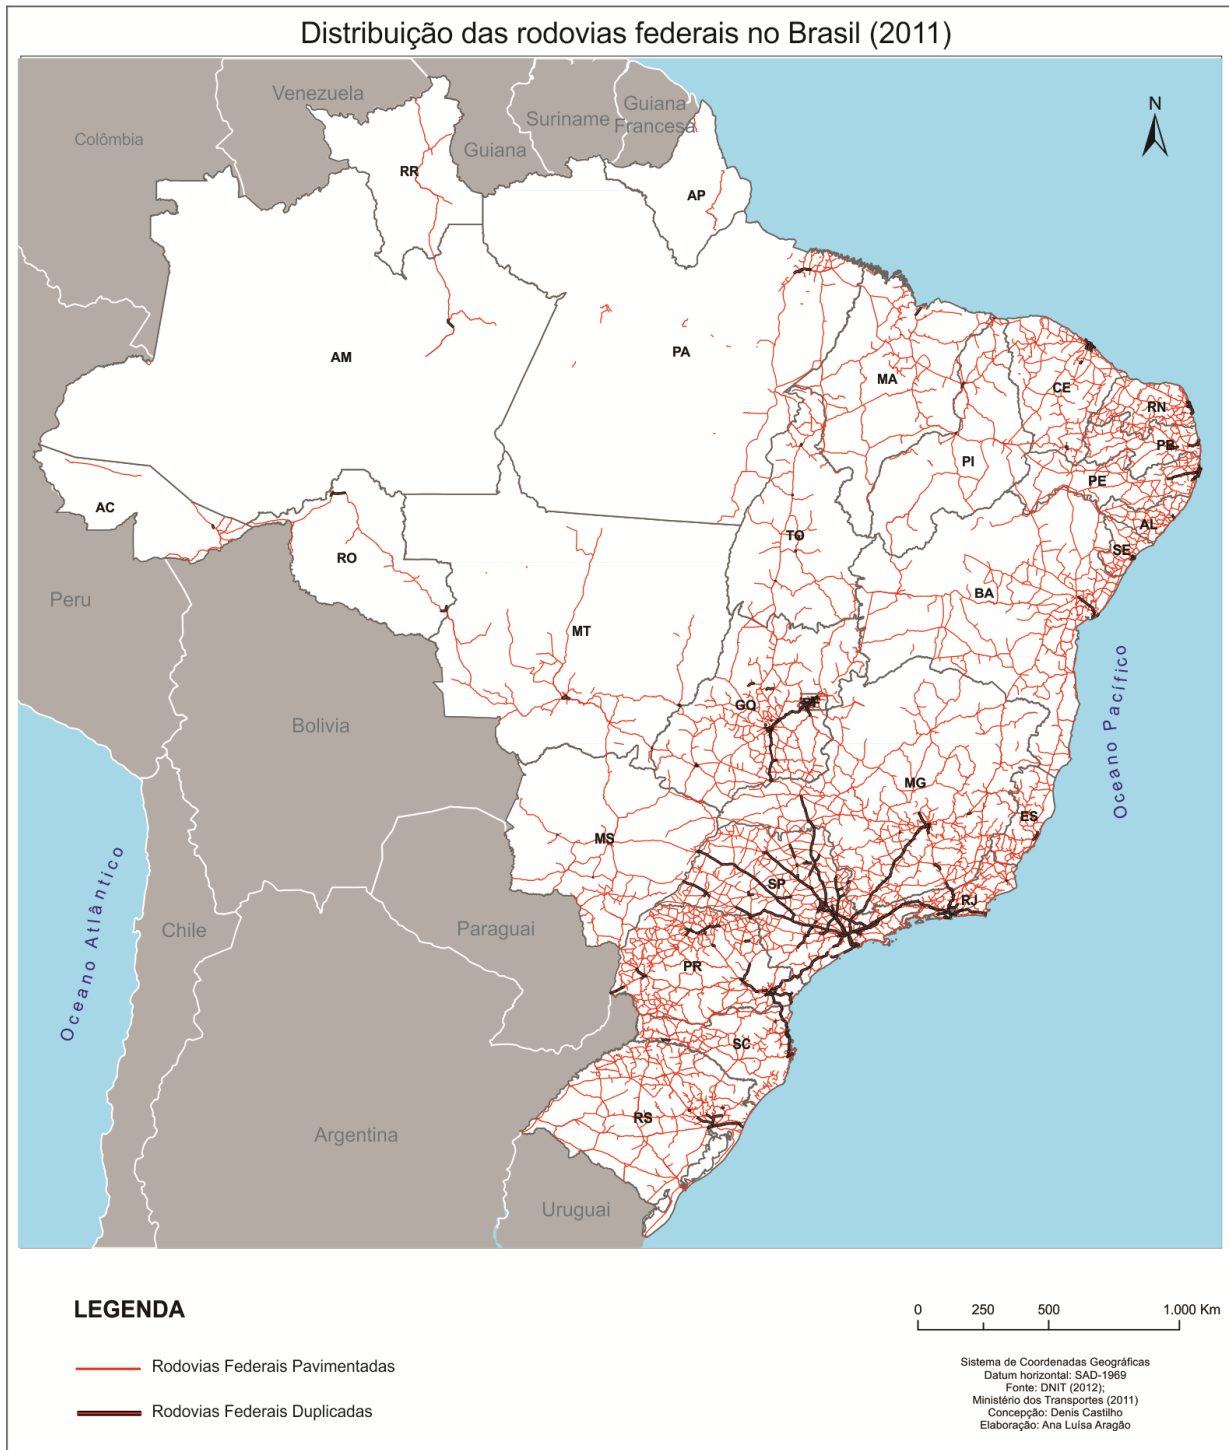 Distribuição das rodovias federais no Brasil (2011)
Venezuela
Colômbia
Suriname
Guiana
Francesa
Guiana
N
RR
AP
AM
PA
MA
CE
RN
PB
PI
PE
AC
AL
TO
SE
RO
BA
Peru
MT
Oceano Pacífico
GO
DF
Bolivia
MG
ES
MS
SP
RJ
Oceano Atlântico
Chile
Paraguai
PR
SC
RS
Argentina
Uruguai
LEGENDA
0 250 500 1.000 Km
Rodovias Federais Pavimentadas
Rodovias Federais Duplicadas
Sistema de Coordenadas Geográficas
Datum horizontal: SAD-1969
Fonte: DNIT (2012);
Ministério dos Transportes (2011)
Concepção: Denis Castilho
Elaboração: Ana Luísa Aragão